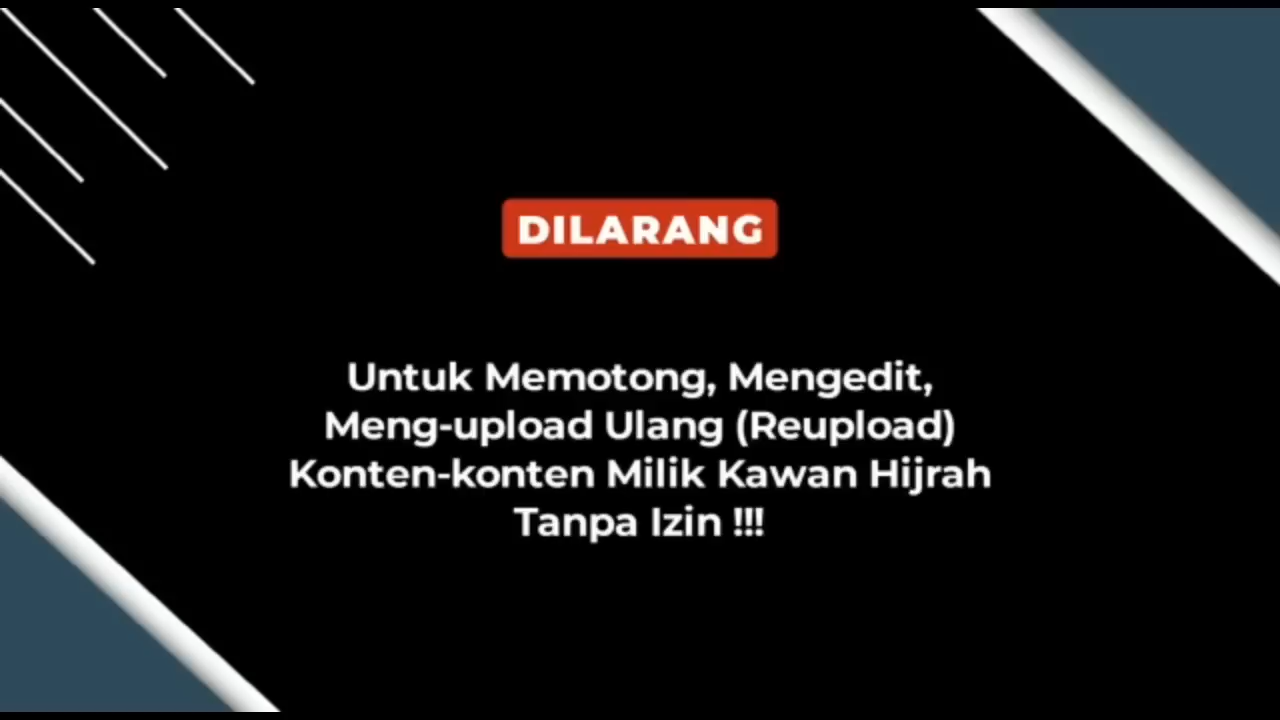 DILARANG
Untuk Memotong, Mengedit,
Meng-upload Ulang (Reupload)
Konten-konten Milik Kawan Hijrah
Tanpa Izin !!!